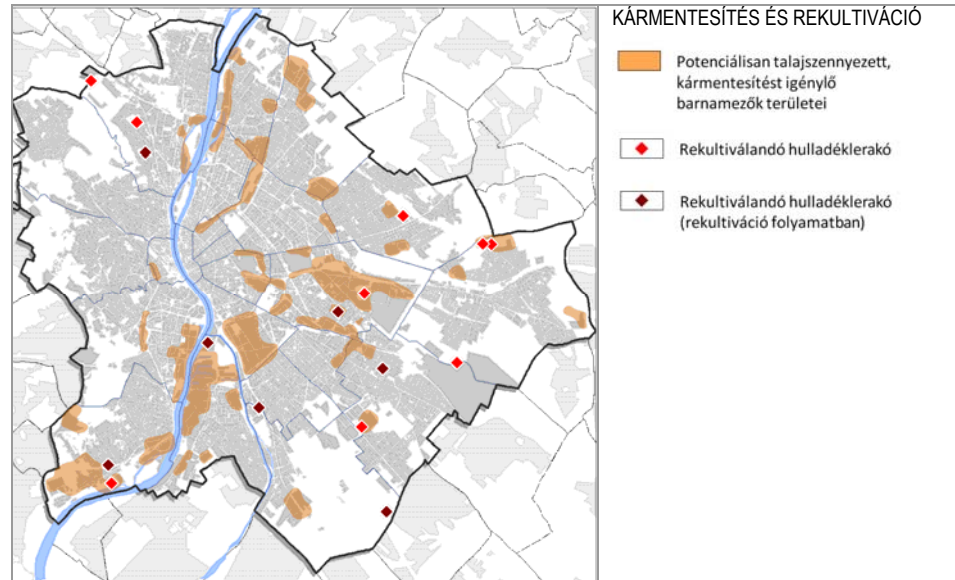 KÁRMENTESÍTÉS ÉS REKULTIVÁCIÓ
Potenciálisan talajszennyezett,
kármentesítést igénylő
barnamezők területei
Rekultiválandó hulladéklerakó
Rekultiválandó hulladéklerakó
(rekultiváció folyamatban)